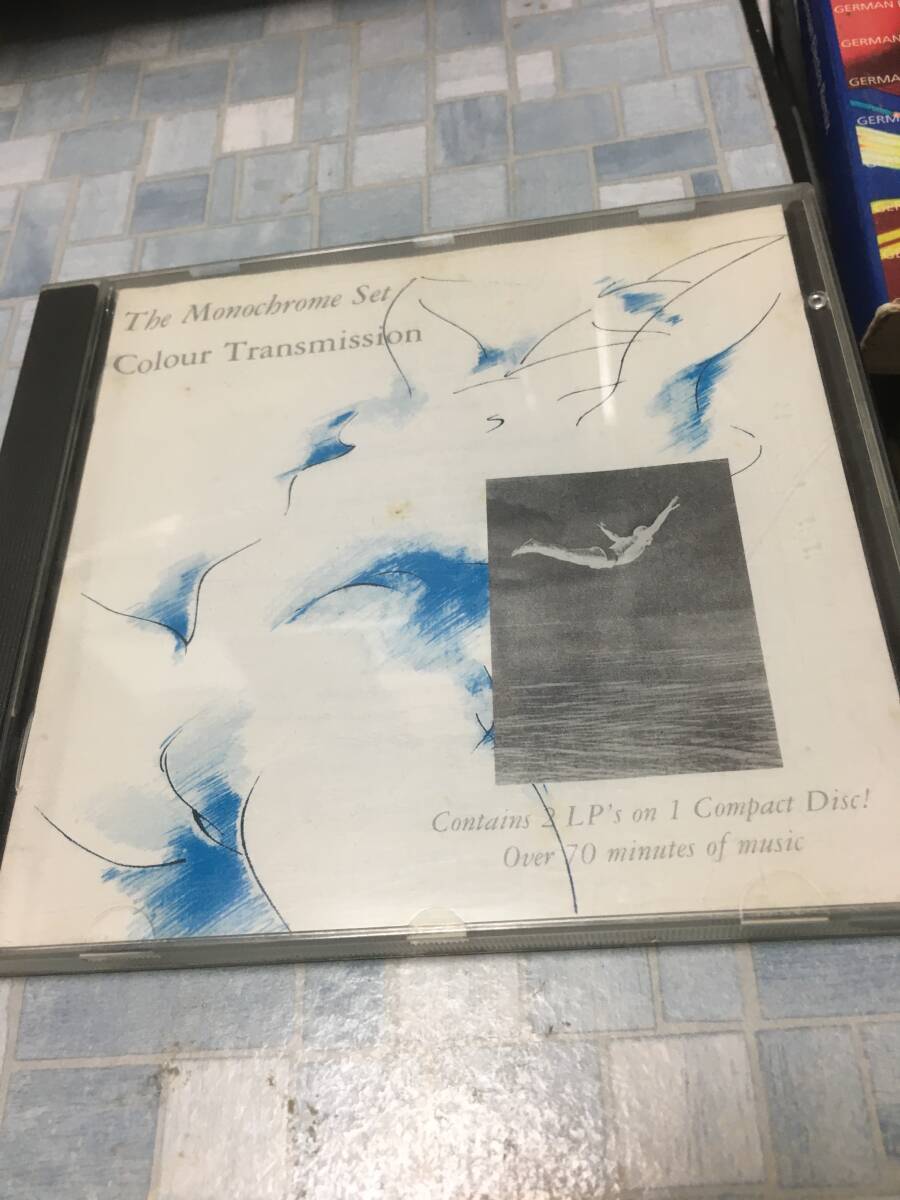 The Monochrome Set
Colour Transmission
Contains 2 LP's on 1 Compact Disc!
Over 70 minutes of music
GERMAN
GERMAN
GERMAN
GERM